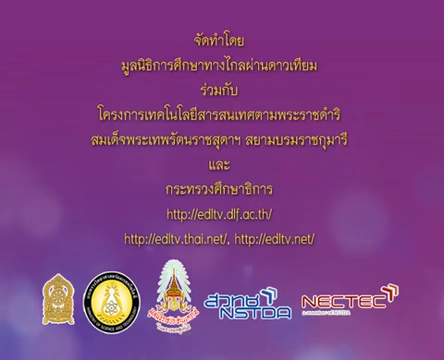 จัดทำโดย
มูลนิธิการศึกษาทางไกลผ่านดาวเทียม
ร่วมกับ
โครงการเทคโนโลยีสารสนเทศตามพระราชดำริ
สมเด็จพระเทพรัตนราชสุดาฯ สยามบรมราชกุมารี
และ
กระทรวงศึกษาธิการ
http://edltv.dlf.ac.th/
http://edltv.thai.net/, http://edltv.net/
สวทช NECTEC
NSTDA a member of NSTDA